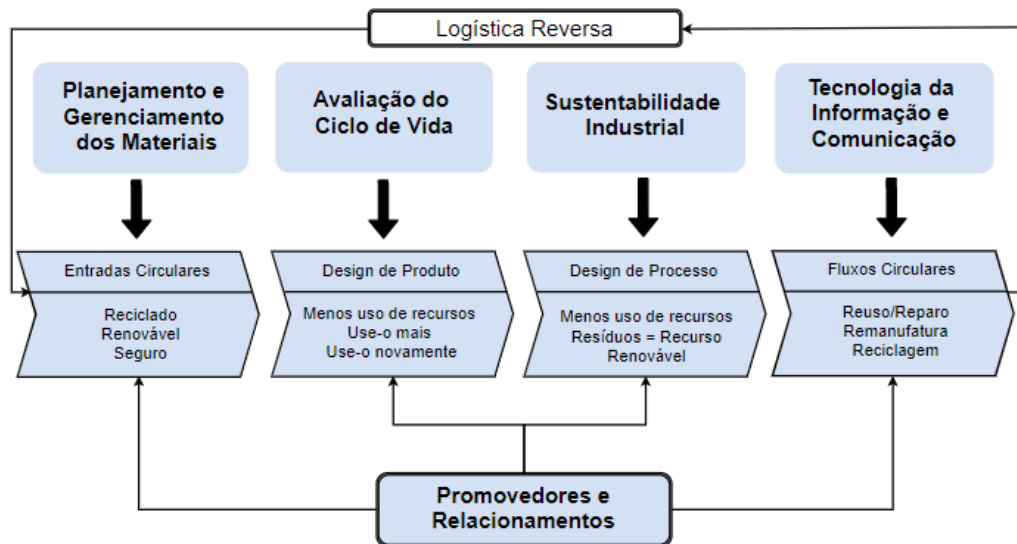 Logística Reversa
Planejamento e
Gerenciamento
dos Materiais
Avaliação do
Ciclo de Vida
Sustentabilidade
Industrial
Tecnologia da
Informação e
Comunicação
Entradas Circulares
Reciclado
Renovável
Seguro
Design de Produto
Menos uso de recursos
Use-o mais
Use-o novamente
Design de Processo
Menos uso de recursos
Resíduos = Recurso
Renovável
Fluxos Circulares
Reuso/Reparo
Remanufatura
Reciclagem
Promovedores e
Relacionamentos